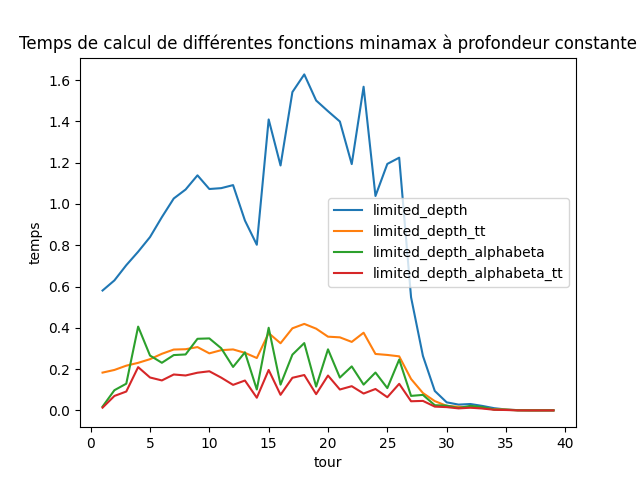 Temps de calcul de différentes fonctions minamax à profondeur constante
1.6
1.4
1.2
1.0
0.8
0.6
0.4
0.2
0.0
temps
limited_depth
limited_depth_tt
limited_depth_alphabeta
limited_depth_alphabeta_tt
0 5 10 15 20 25 30 35 40
tour